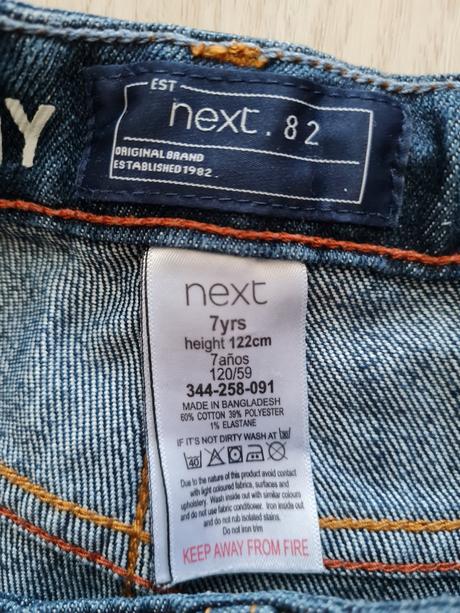 EST
next.82
ORIGINAL BRAND
ESTABLISHED 1982.
next
7yrs
height 122cm
7años
120/59
344-258-091
MADE IN BANGLADESH
60% COTTON 39% POLYESTER
1% ELASTANE
IF IT'S NOT DIRTY WASH AT 30
40
Due to the nature of this product avoid contact
with light coloured fabrics, surfaces and
upholstery. Wash inside out with similar colours
and do not use fabric conditioner. Iron inside out
and do not rub isolated stains.
Do not iron trim
KEEP AWAY FROM FIRE